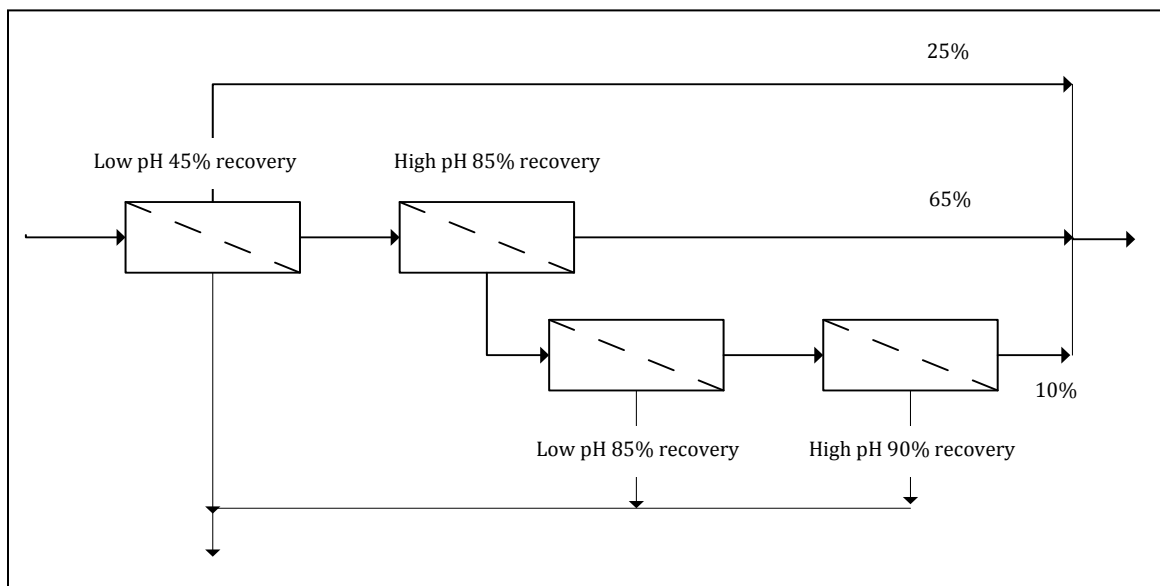 25%
Low pH 45% recovery
High pH 85% recovery
65%
10%
Low pH 85% recovery
High pH 90% recovery